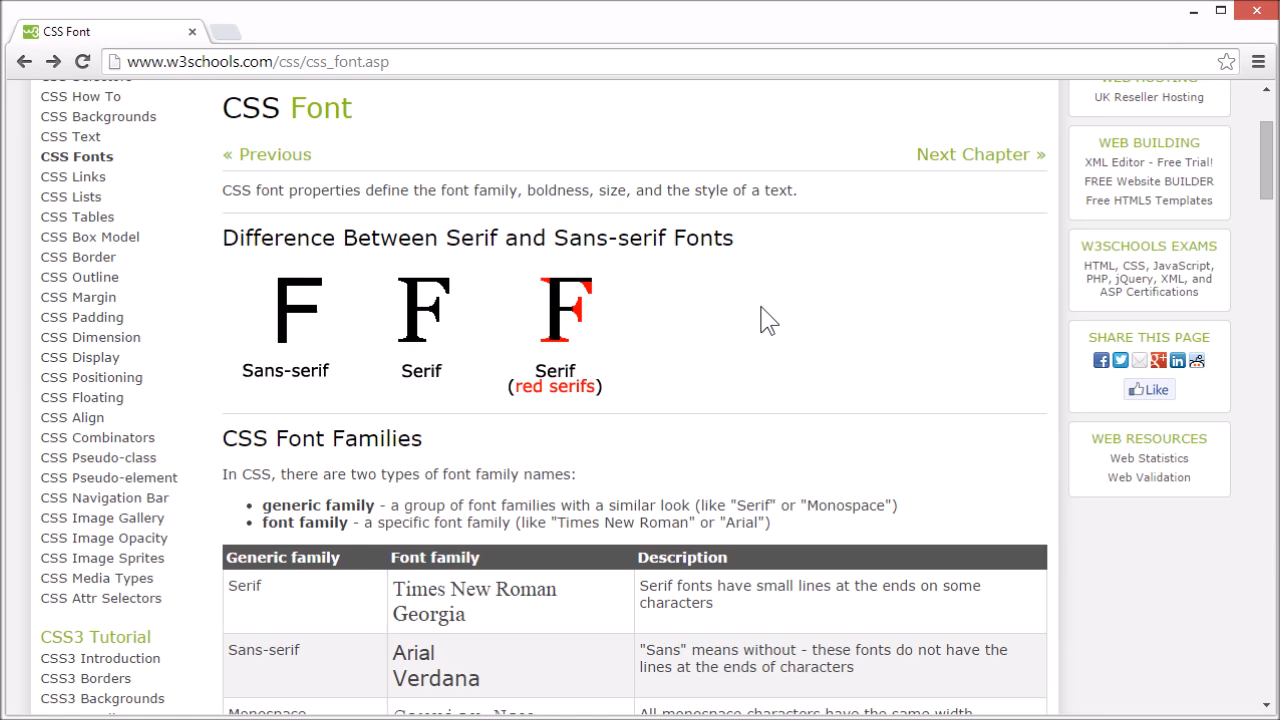 CSS Font
www.w3schools.com/css/css_font.asp
CSS How To
CSS Backgrounds
CSS Text
CSS Fonts
CSS Links
CSS Lists
CSS Tables
CSS Box Model
CSS Border
CSS Outline
CSS Margin
CSS Padding
CSS Dimension
CSS Display
CSS Positioning
CSS Floating
CSS Align
CSS Combinators
CSS Pseudo-class
CSS Pseudo-element
CSS Navigation Bar
CSS Image Gallery
CSS Image Opacity
CSS Image Sprites
CSS Media Types
CSS Attr Selectors
CSS3 Tutorial
CSS3 Introduction
CSS3 Borders
CSS3 Backgrounds
CSS Font
« Previous
Next Chapter »
CSS font properties define the font family, boldness, size, and the style of a text.
Difference Between Serif and Sans-serif Fonts
F F F
Sans-serif Serif Serif
(red serifs)
CSS Font Families
In CSS, there are two types of font family names:
• generic family - a group of font families with a similar look (like "Serif" or "Monospace")
• font family - a specific font family (like "Times New Roman" or "Arial")
Generic family Font family Description
Serif
Times New Roman
Georgia
Serif fonts have small lines at the ends on some
characters
Sans-serif
Arial
Verdana
"Sans" means without - these fonts do not have the
lines at the ends of characters
Monospace
All monospace characters have the same width
WEB HOSTING
UK Reseller Hosting
WEB BUILDING
XML Editor - Free Trial!
FREE Website BUILDER
Free HTML5 Templates
W3SCHOOLS EXAMS
HTML, CSS, JavaScript,
PHP, jQuery, XML, and
ASP Certifications
SHARE THIS PAGE
Like
WEB RESOURCES
Web Statistics
Web Validation